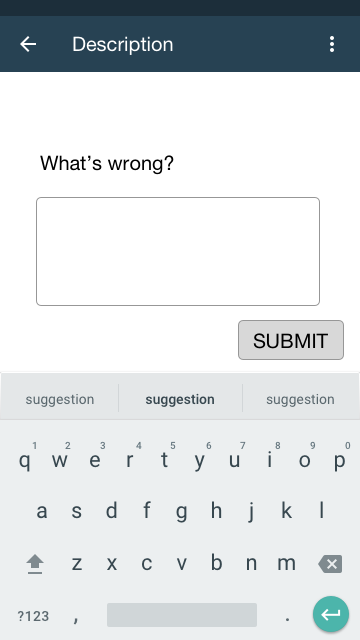 Description
What's wrong?
SUBMIT
suggestion suggestion suggestion
1 2 3 4 5 6 7 8 9 0
q w e r t y u i o p
a s d f g h j k l
z x c v b n m
?123 , .